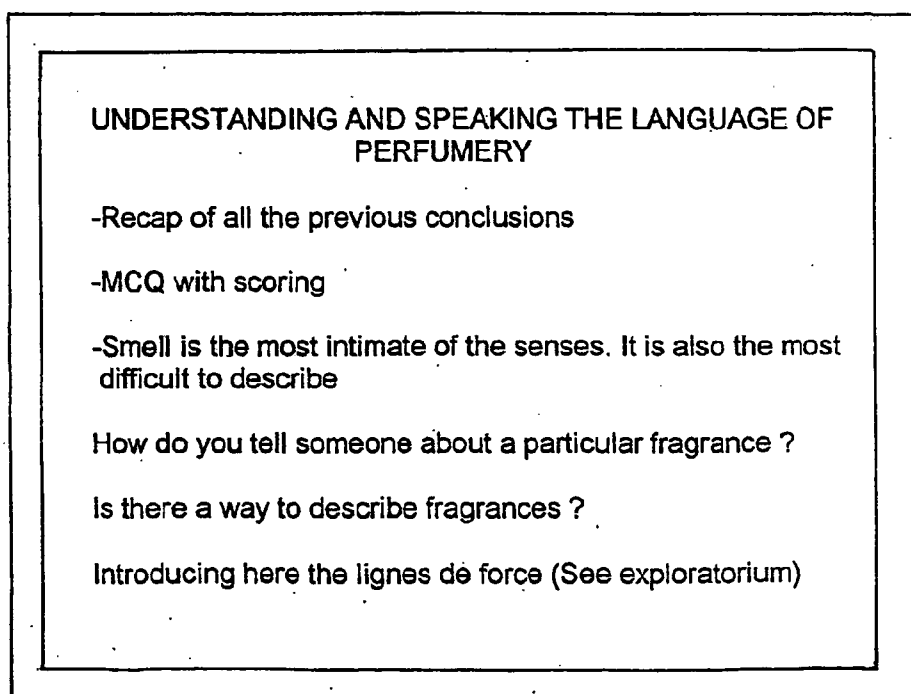 UNDERSTANDING AND SPEAKING THE LANGUAGE OF
PERFUMERY
-Recap of all the previous conclusions
-MCQ with scoring
-Smell is the most intimate of the senses. It is also the most
difficult to describe
How do you tell someone about a particular fragrance ?
Is there a way to describe fragrances ?
Introducing here the lignes de force (See exploratorium)